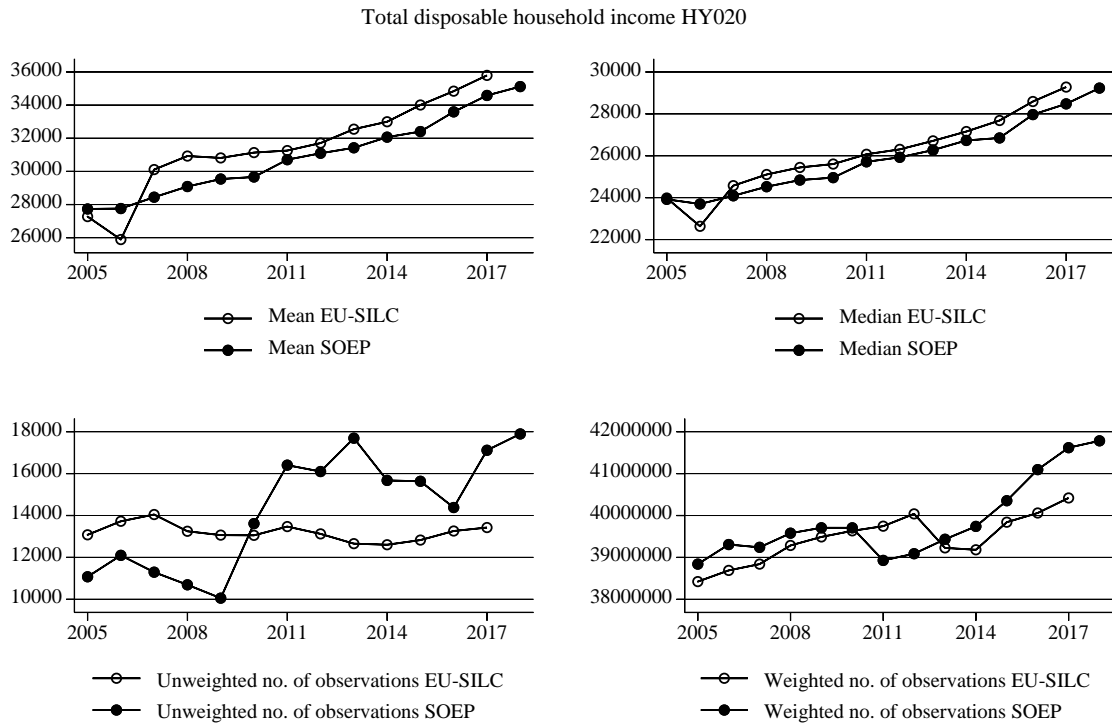 Total disposable household income HY020
36000
34000
32000
30000
28000
26000
2005 2008 2011 2014 2017
Mean EU-SILC
Mean SOEP
30000
28000
26000
24000
22000
2005 2008 2011 2014 2017
Median EU-SILC
Median SOEP
18000
16000
14000
12000
10000
2005 2008 2011 2014 2017
Unweighted no. of observations EU-SILC
Unweighted no. of observations SOEP
42000000
41000000
40000000
39000000
38000000
2005 2008 2011 2014 2017
Weighted no. of observations EU-SILC
Weighted no. of observations SOEP